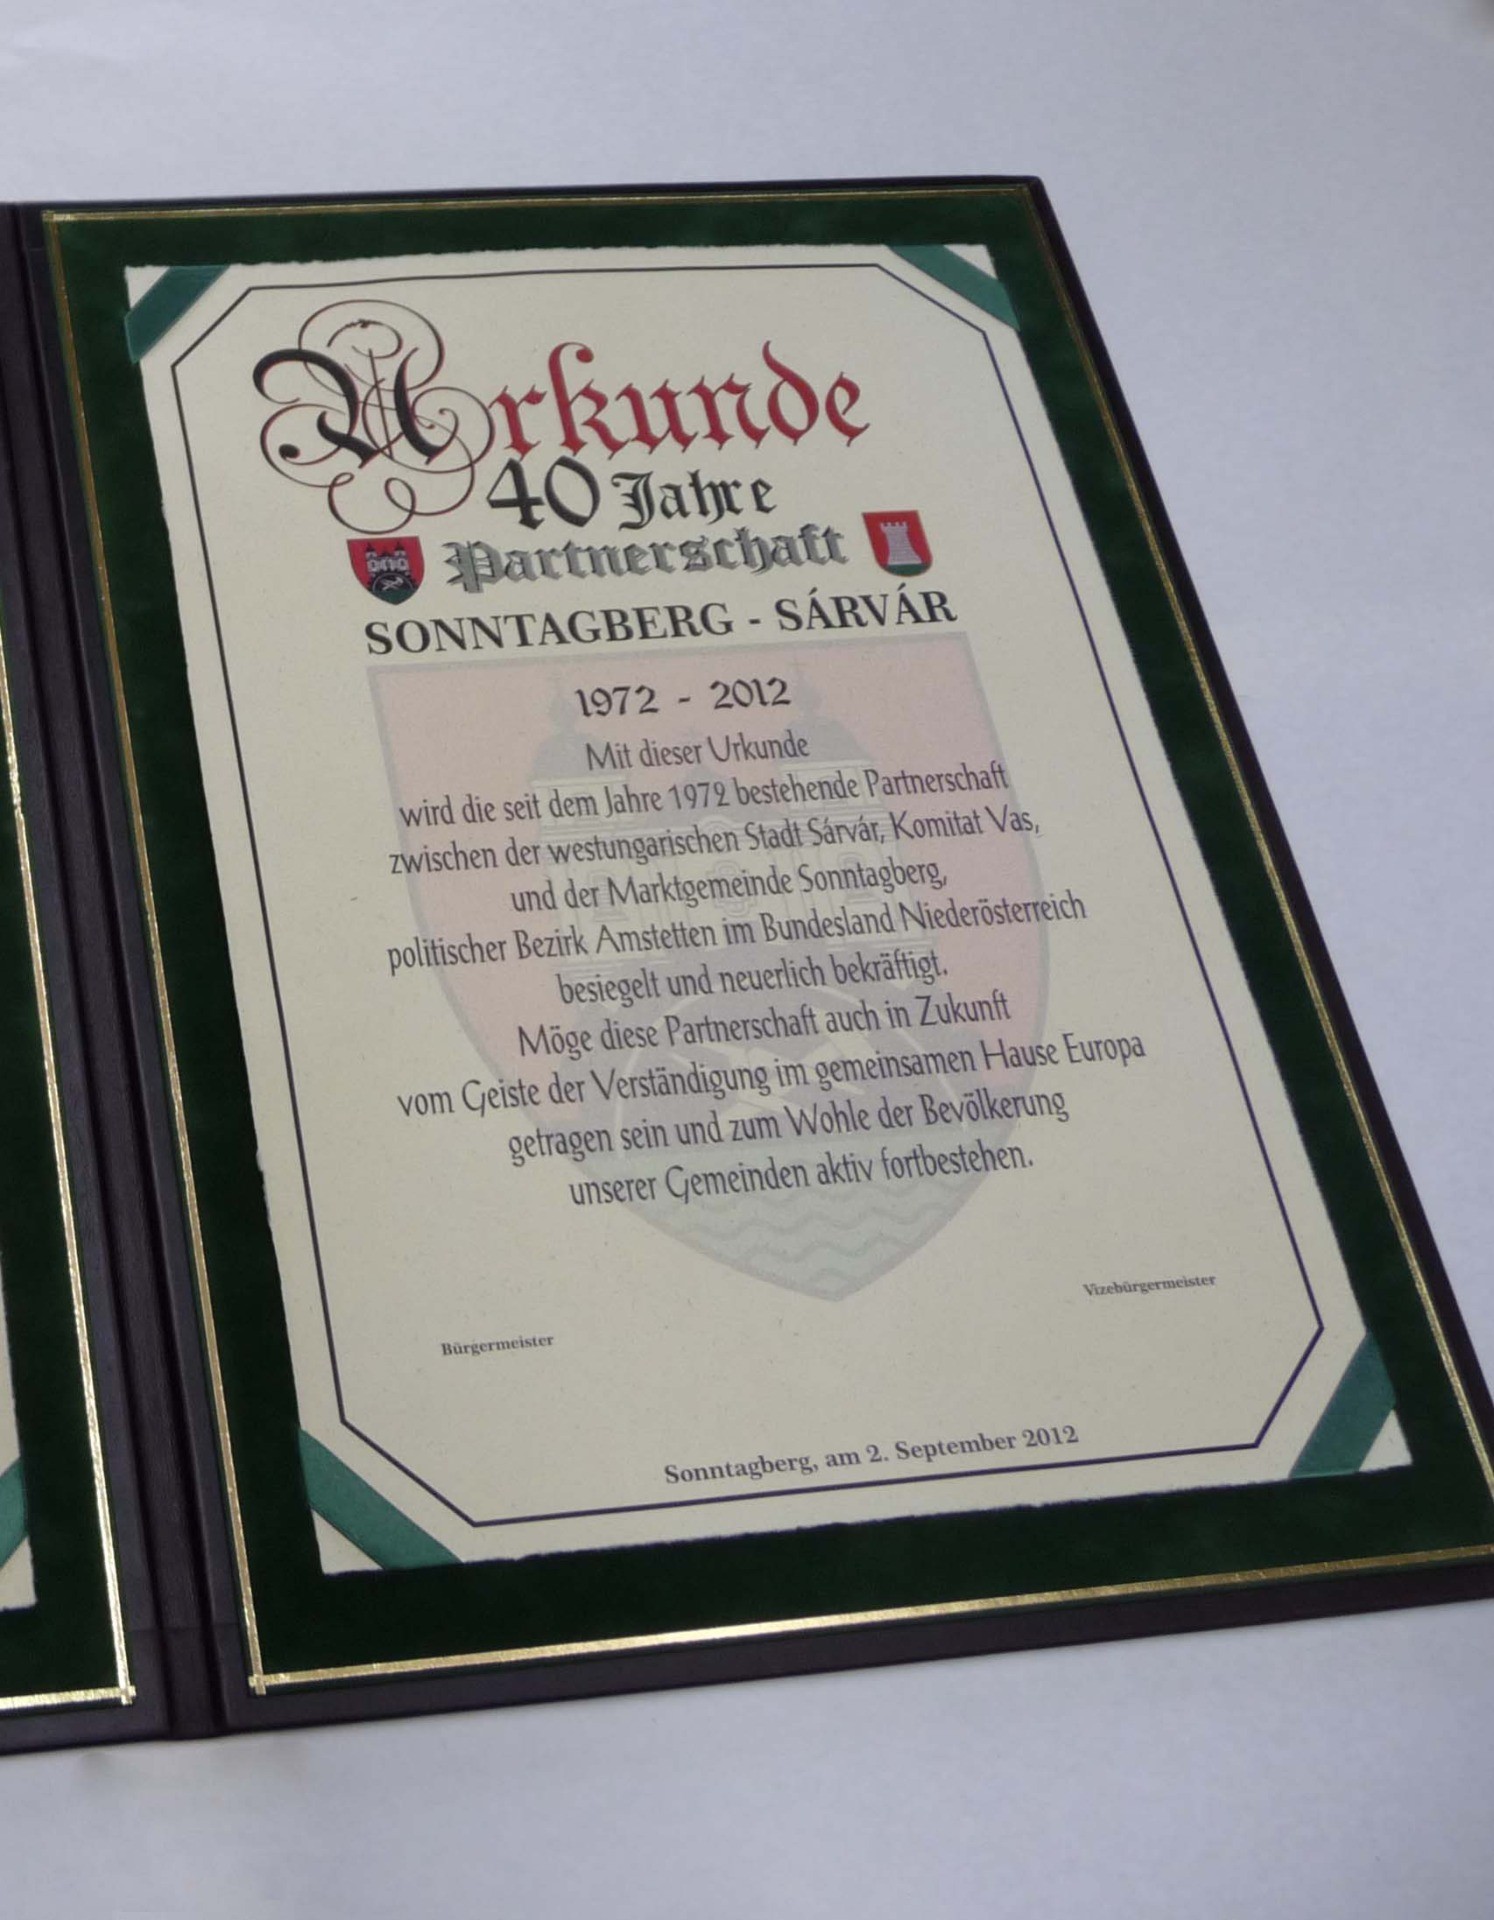 Urkunde
40 Jahre
Partnerschaft
SONNTAGBERG - SÁRVÁR
1972 - 2012
Mit dieser Urkunde
wird die seit dem Jahre 1972 bestehende Partnerschaft
zwischen der westungarischen Stadt Sárvár, Komitat Vas,
und der Marktgemeinde Sonntagberg,
politischer Bezirk Amstetten im Bundesland Niederösterreich
besiegelt und neuerlich bekräftigt.
Möge diese Partnerschaft auch in Zukunft
vom Geiste der Verständigung im gemeinsamen Hause Europa
getragen sein und zum Wohle der Bevölkerung
unserer Gemeinden aktiv fortbestehen.
Bürgermeister
Vizebürgermeister
Sonntagberg, am 2. September 2012